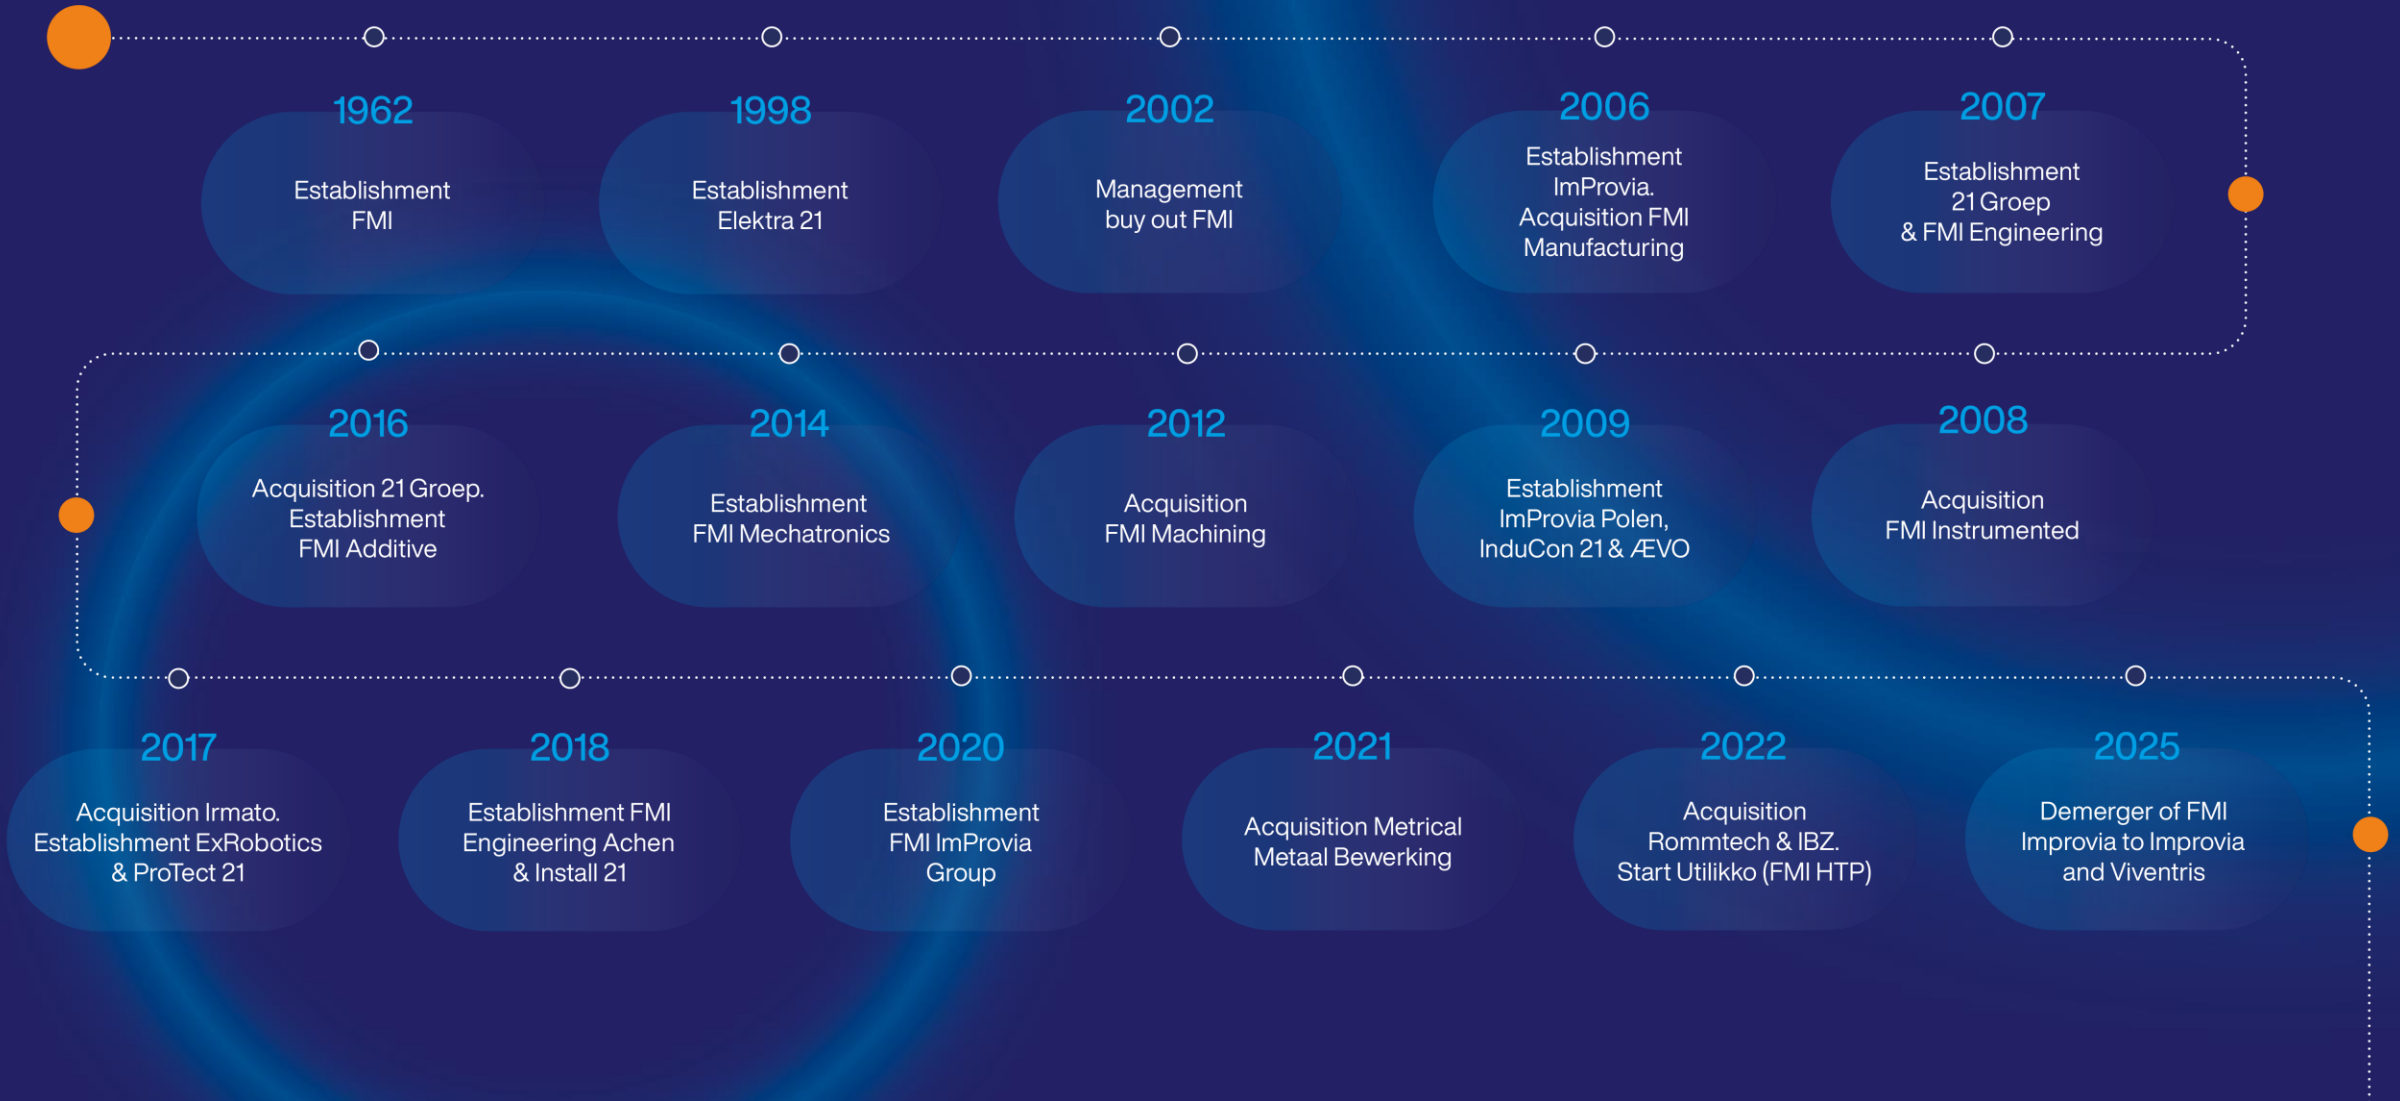 1962
Establishment
FMI
1998
Establishment
Elektra 21
2002
Management
buy out FMI
2006
Establishment
ImProvia.
Acquisition FMI
Manufacturing
2007
Establishment
21 Groep
& FMI Engineering
2008
Acquisition
FMI Instrumented
2009
Establishment
ImProvia Polen,
InduCon 21 & ÆVO
2012
Acquisition
FMI Machining
2014
Establishment
FMI Mechatronics
2016
Acquisition 21 Groep.
Establishment
FMI Additive
2017
Acquisition Irmato.
Establishment ExRobotics
& ProTect 21
2018
Establishment FMI
Engineering Achen
& Install 21
2020
Establishment
FMI ImProvia
Group
2021
Acquisition Metrical
Metaal Bewerking
2022
Acquisition
Rommtech & IBZ.
Start Utilikko (FMI HTP)
2025
Demerger of FMI
Improvia to Improvia
and Viventris